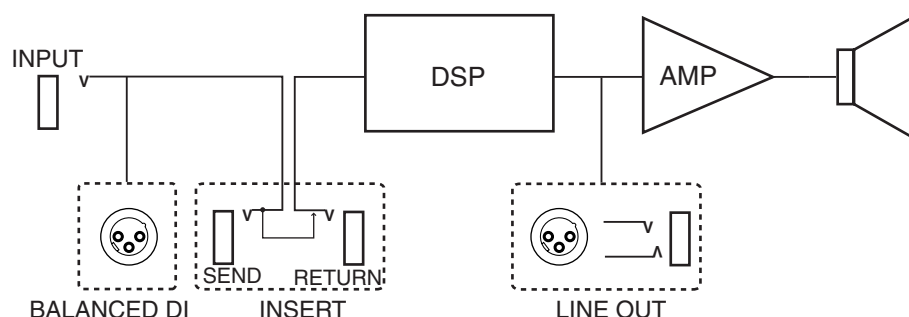 INPUT
DSP
AMP
SEND
RETURN
BALANCED DI
INSERT
LINE OUT